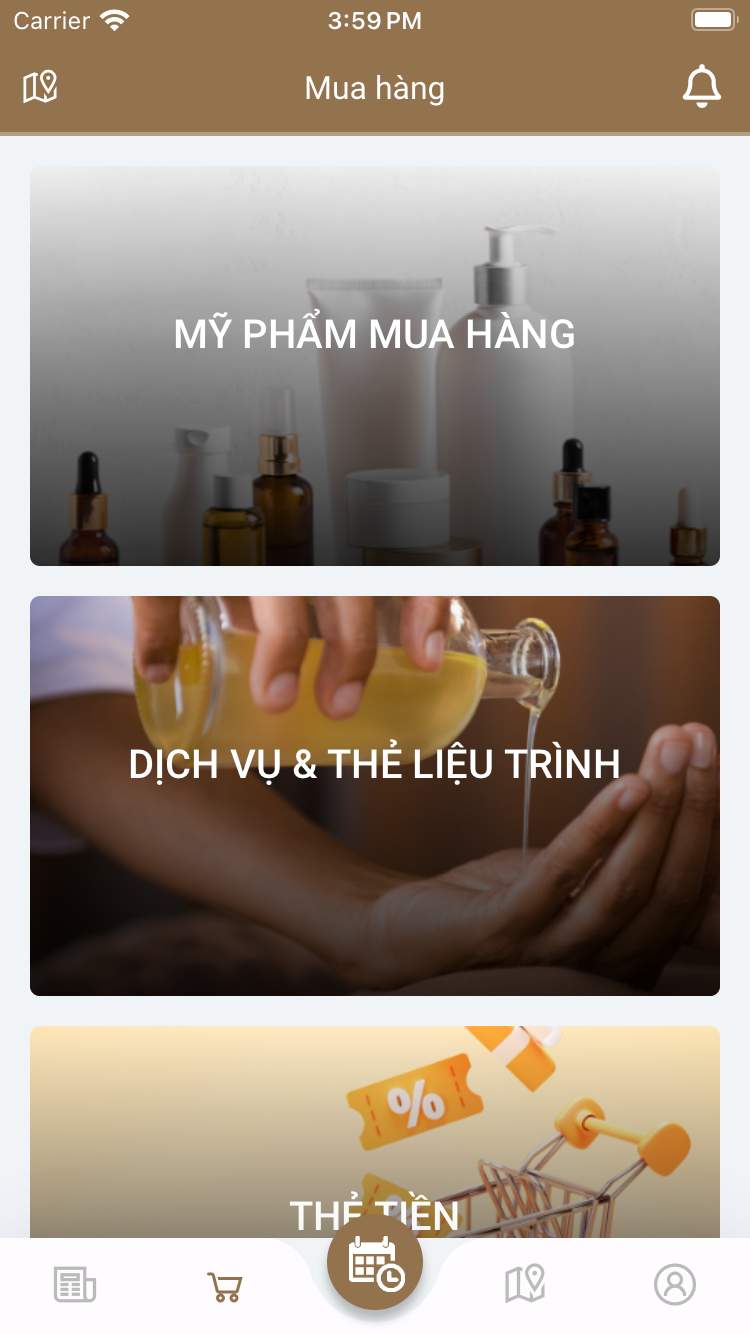 Carrier 3:59 PM
Mua hàng
MỸ PHẨM MUA HÀNG
%
DỊCH VỤ & THẺ LIỆU TRÌNH
THẺ TIỀN